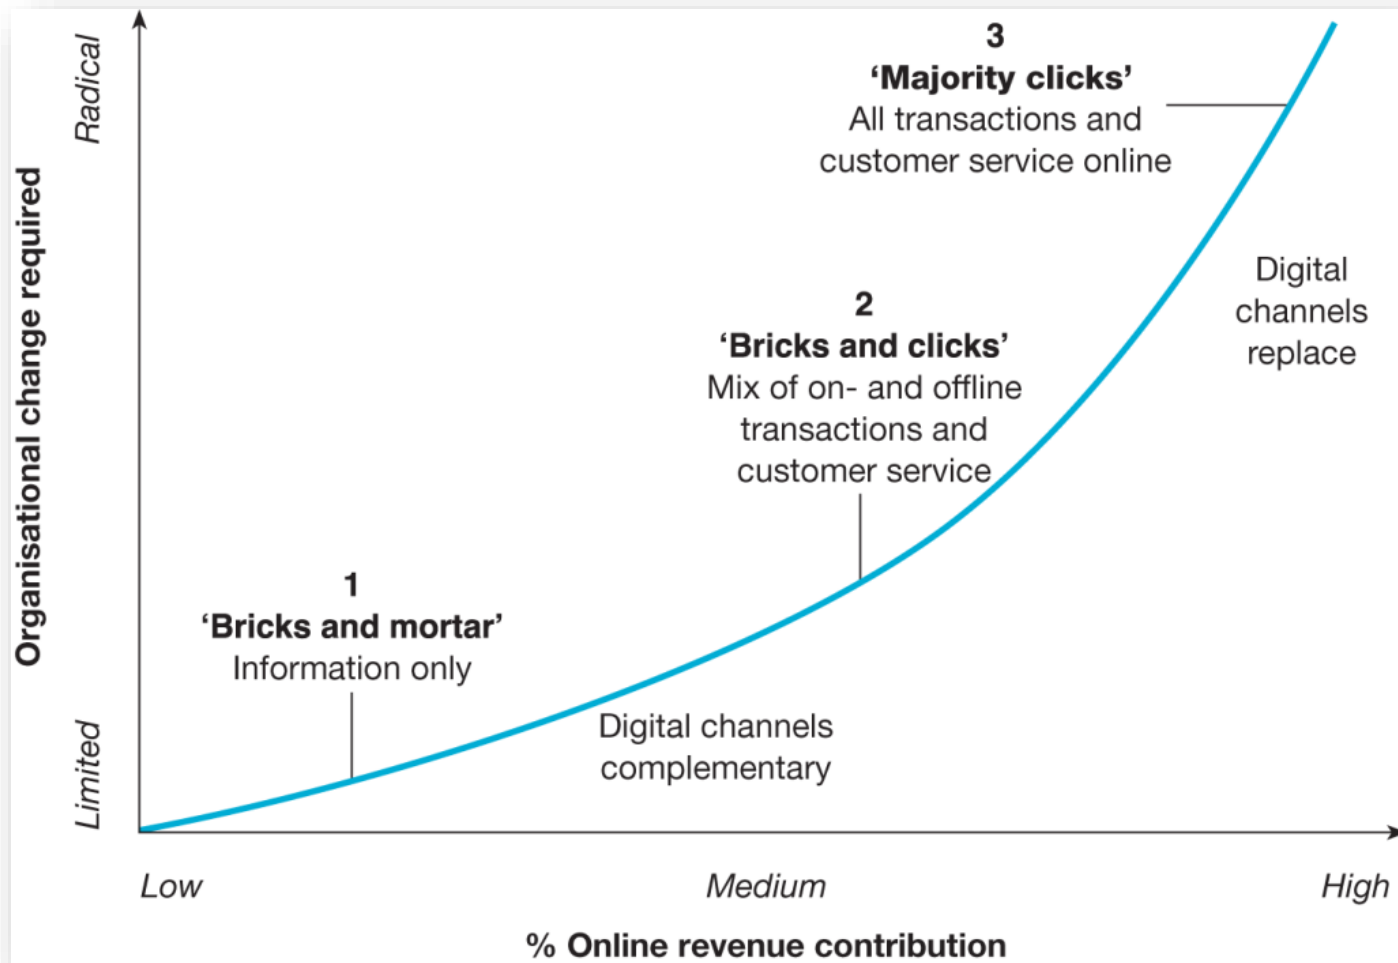 Radical
Organisational change required
Limited
3
‘Majority clicks’
All transactions and
customer service online
Digital
channels
replace
2
‘Bricks and clicks’
Mix of on- and offline
transactions and
customer service
1
‘Bricks and mortar’
Information only
Digital channels
complementary
Low
Medium
High
% Online revenue contribution